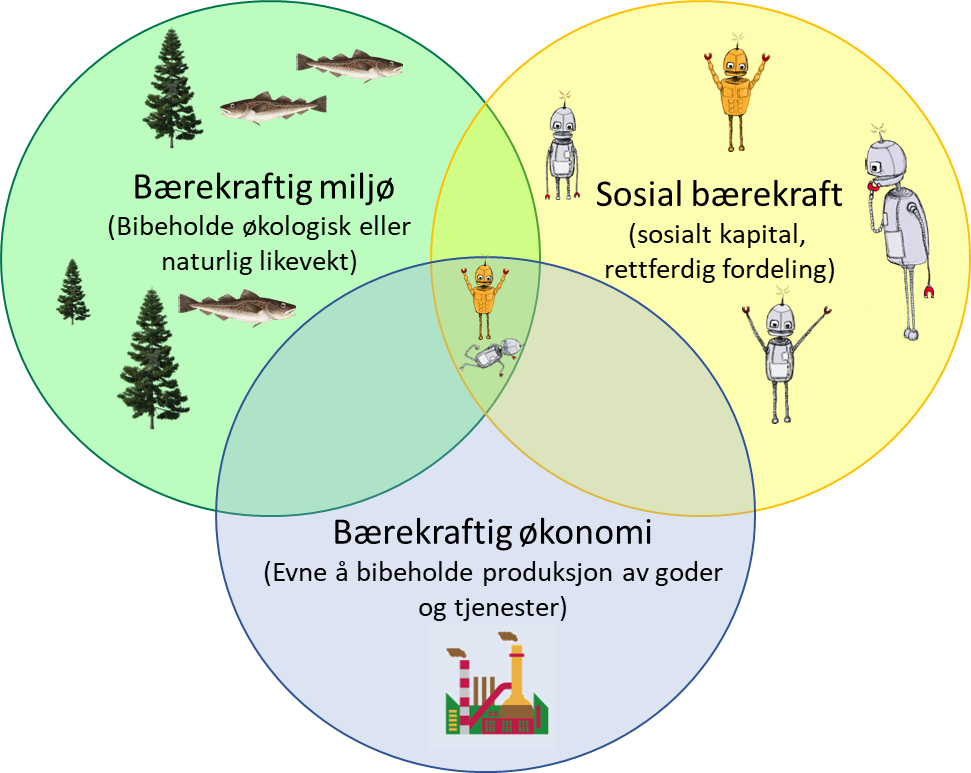 Bærekraftig miljø
(Bibeholde økologisk eller
naturlig likevekt)
Sosial bærekraft
(sosialt kapital,
rettferdig fordeling)
Bærekraftig økonomi
(Evne å bibeholde produksjon av goder
og tjenester)